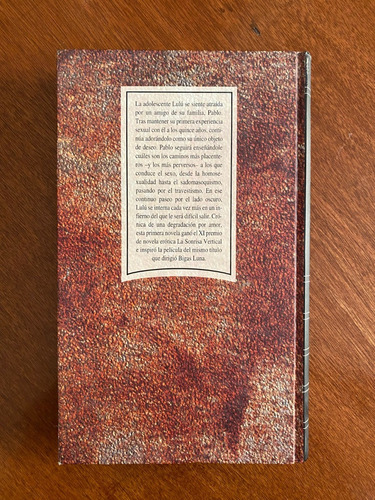 La adolescente Lulú se siente atraída
por un amigo de su familia, Pablo.
Tras mantener su primera experiencia
sexual con él a los quince años, conti-
núa adorándolo como su único objeto
de deseo. Pablo seguirá enseñándole
cuáles son los caminos más placente-
ros –y los más perversos– a los que
conduce el sexo, desde la homose-
xualidad hasta el sadomasoquismo,
pasando por el travestismo. En ese
continuo paseo por el lado oscuro,
Lulú se interna cada vez más en un in-
fierno del que le será difícil salir. Cró-
nica de una degradación por amor,
esta primera novela ganó el XI premio
de novela erótica La Sonrisa Vertical
e inspiró la película del mismo título
que dirigió Bigas Luna.